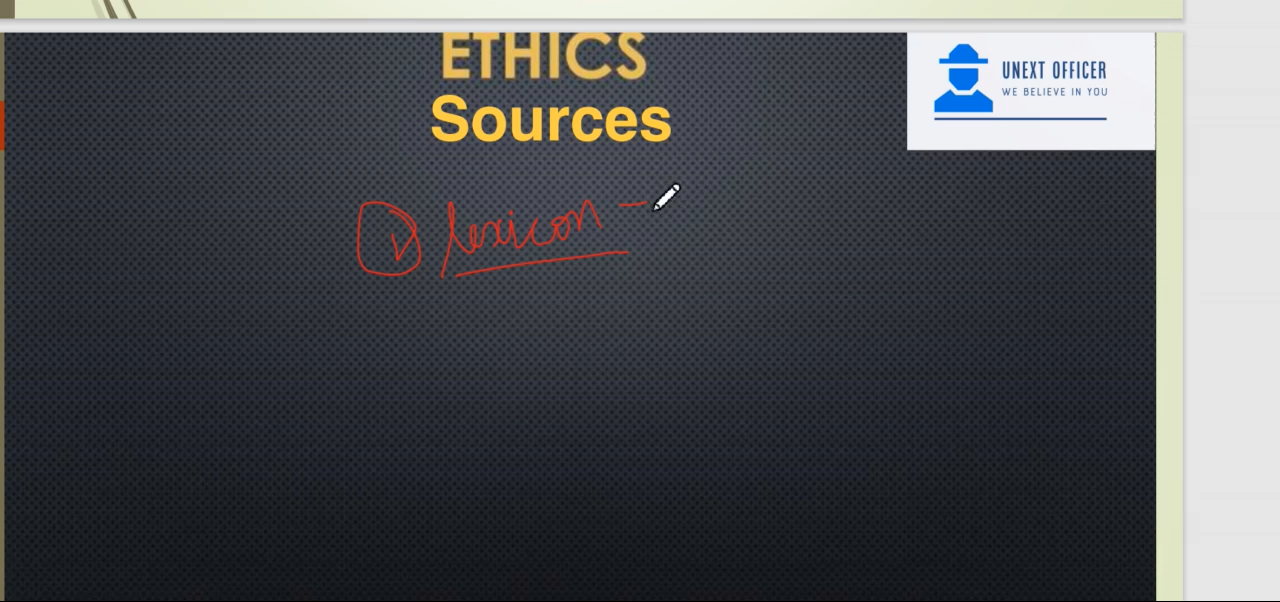 ETHICS
Sources
UNEXT OFFICER
WE BELIEVE IN YOU
① lexicon -